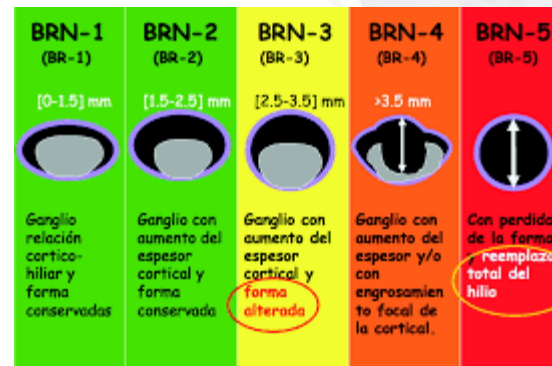 BRN-1
(BR-1)
[0-1.5] mm
Ganglio
relación
cortico-
hiliar y
forma
conservadas
BRN-2
(BR-2)
[1.5-2.5] mm
Ganglio con
aumento del
espesor
cortical y
forma
conservada
BRN-3
(BR-3)
[2.5-3.5] mm
Ganglio con
aumento del
espesor
cortical y
forma
alterada
BRN-4
(BR-4)
>3.5 mm
Ganglio con
aumento del
espesor y/o
con
engrosamien
to focal de
la cortical.
BRN-5
(BR-5)
Con perdida
de la forma
y reemplazo
total del
hilio